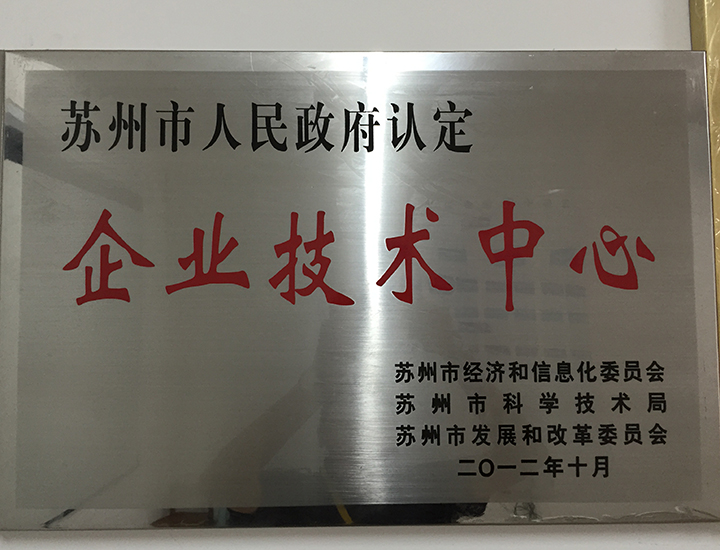 苏州市人民政府认定
企业技术中心
苏州市经济和信息化委员会
苏州市科学技术局
苏州市发展和改革委员会
二〇一二年十月